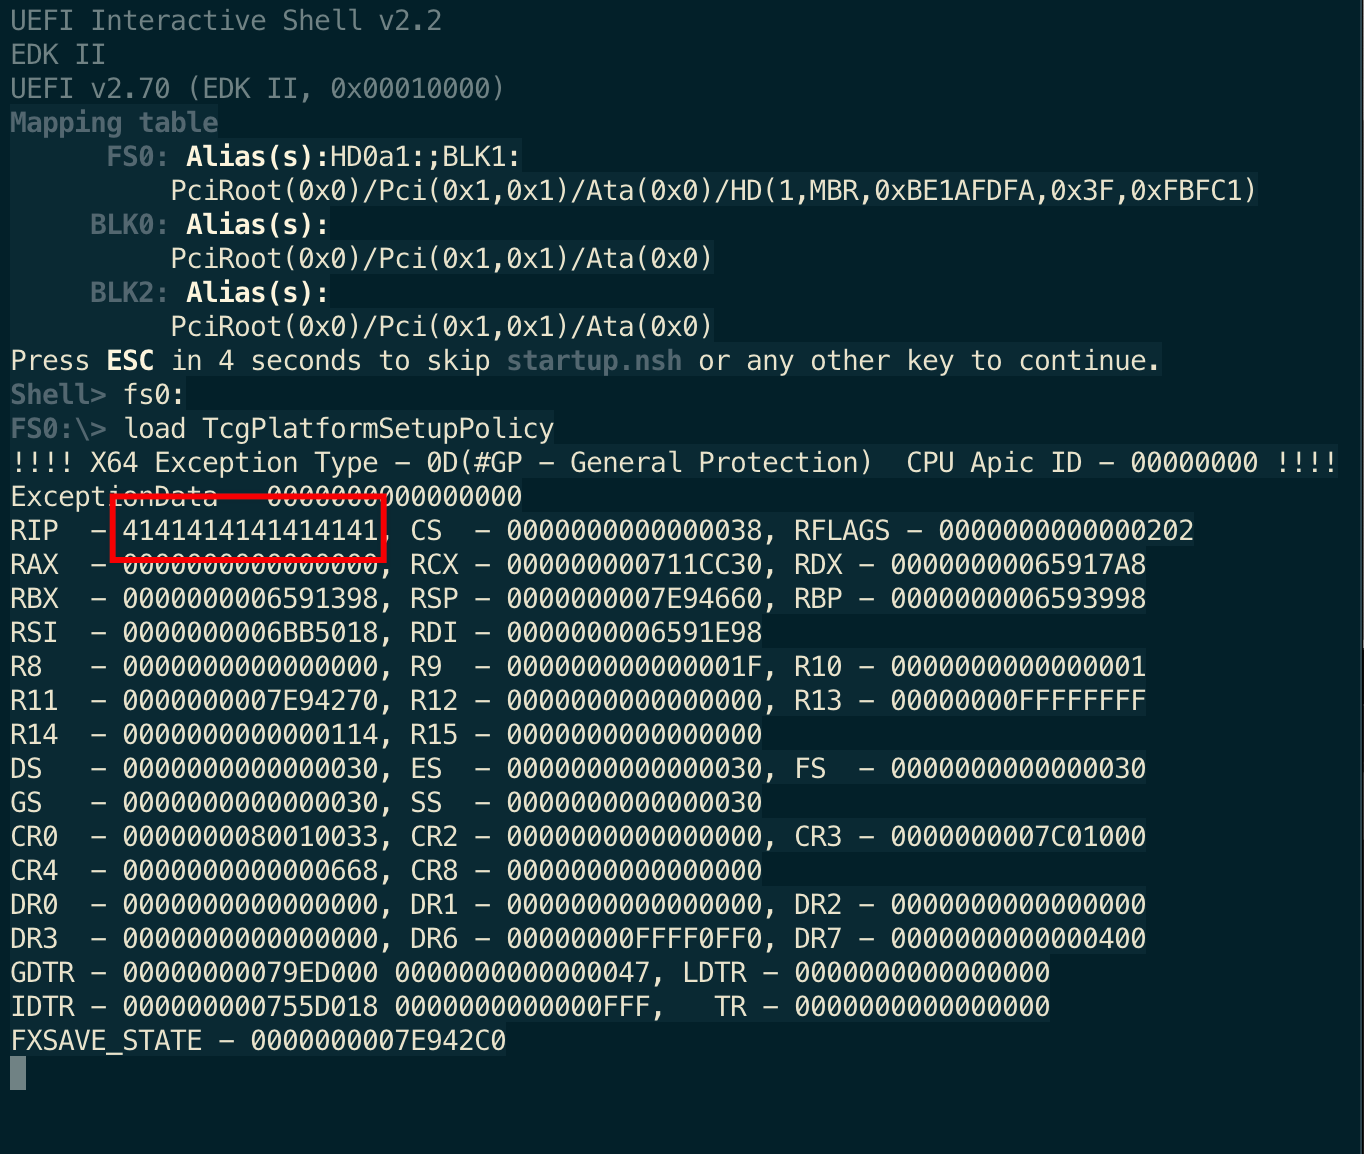 UEFI Interactive Shell v2.2
EDK II
UEFI v2.70 (EDK II, 0x00010000)
Mapping table
FS0: Alias(s):HD0a1:;BLK1:
PciRoot(0x0)/Pci(0x1,0x1)/Ata(0x0)/HD(1,MBR,0xBE1AFDFA,0x3F,0xFBFC1)
BLK0: Alias(s):
PciRoot(0x0)/Pci(0x1,0x1)/Ata(0x0)
BLK2: Alias(s):
PciRoot(0x0)/Pci(0x1,0x1)/Ata(0x0)
Press ESC in 4 seconds to skip startup.nsh or any other key to continue.
Shell> fs0:
FS0:\> load TcgPlatformSetupPolicy
!!!! X64 Exception Type - 0D(#GP - General Protection)  CPU Apic ID - 00000000 !!!!
ExceptionData - 0000000000000000
RIP  - 4141414141414141, CS  - 0000000000000038, RFLAGS - 0000000000000202
RAX  - 0000000000000000, RCX - 000000000711CC30, RDX - 00000000065917A8
RBX  - 0000000006591398, RSP - 0000000007E94660, RBP - 0000000006593998
RSI  - 0000000006BB5018, RDI - 0000000006591E98
R8   - 0000000000000000, R9  - 000000000000001F, R10 - 0000000000000001
R11  - 0000000007E94270, R12 - 0000000000000000, R13 - 00000000FFFFFFFF
R14  - 0000000000000114, R15 - 0000000000000000
DS   - 0000000000000030, ES  - 0000000000000030, FS  - 0000000000000030
GS   - 0000000000000030, SS  - 0000000000000030
CR0  - 0000000080010033, CR2 - 0000000000000000, CR3 - 0000000007C01000
CR4  - 0000000000000668, CR8 - 0000000000000000
DR0  - 0000000000000000, DR1 - 0000000000000000, DR2 - 0000000000000000
DR3  - 0000000000000000, DR6 - 00000000FFFF0FF0, DR7 - 0000000000000400
GDTR - 00000000079ED000 0000000000000047, LDTR - 0000000000000000
IDTR - 000000000755D018 0000000000000FFF,   TR - 0000000000000000
FXSAVE_STATE - 0000000007E942C0